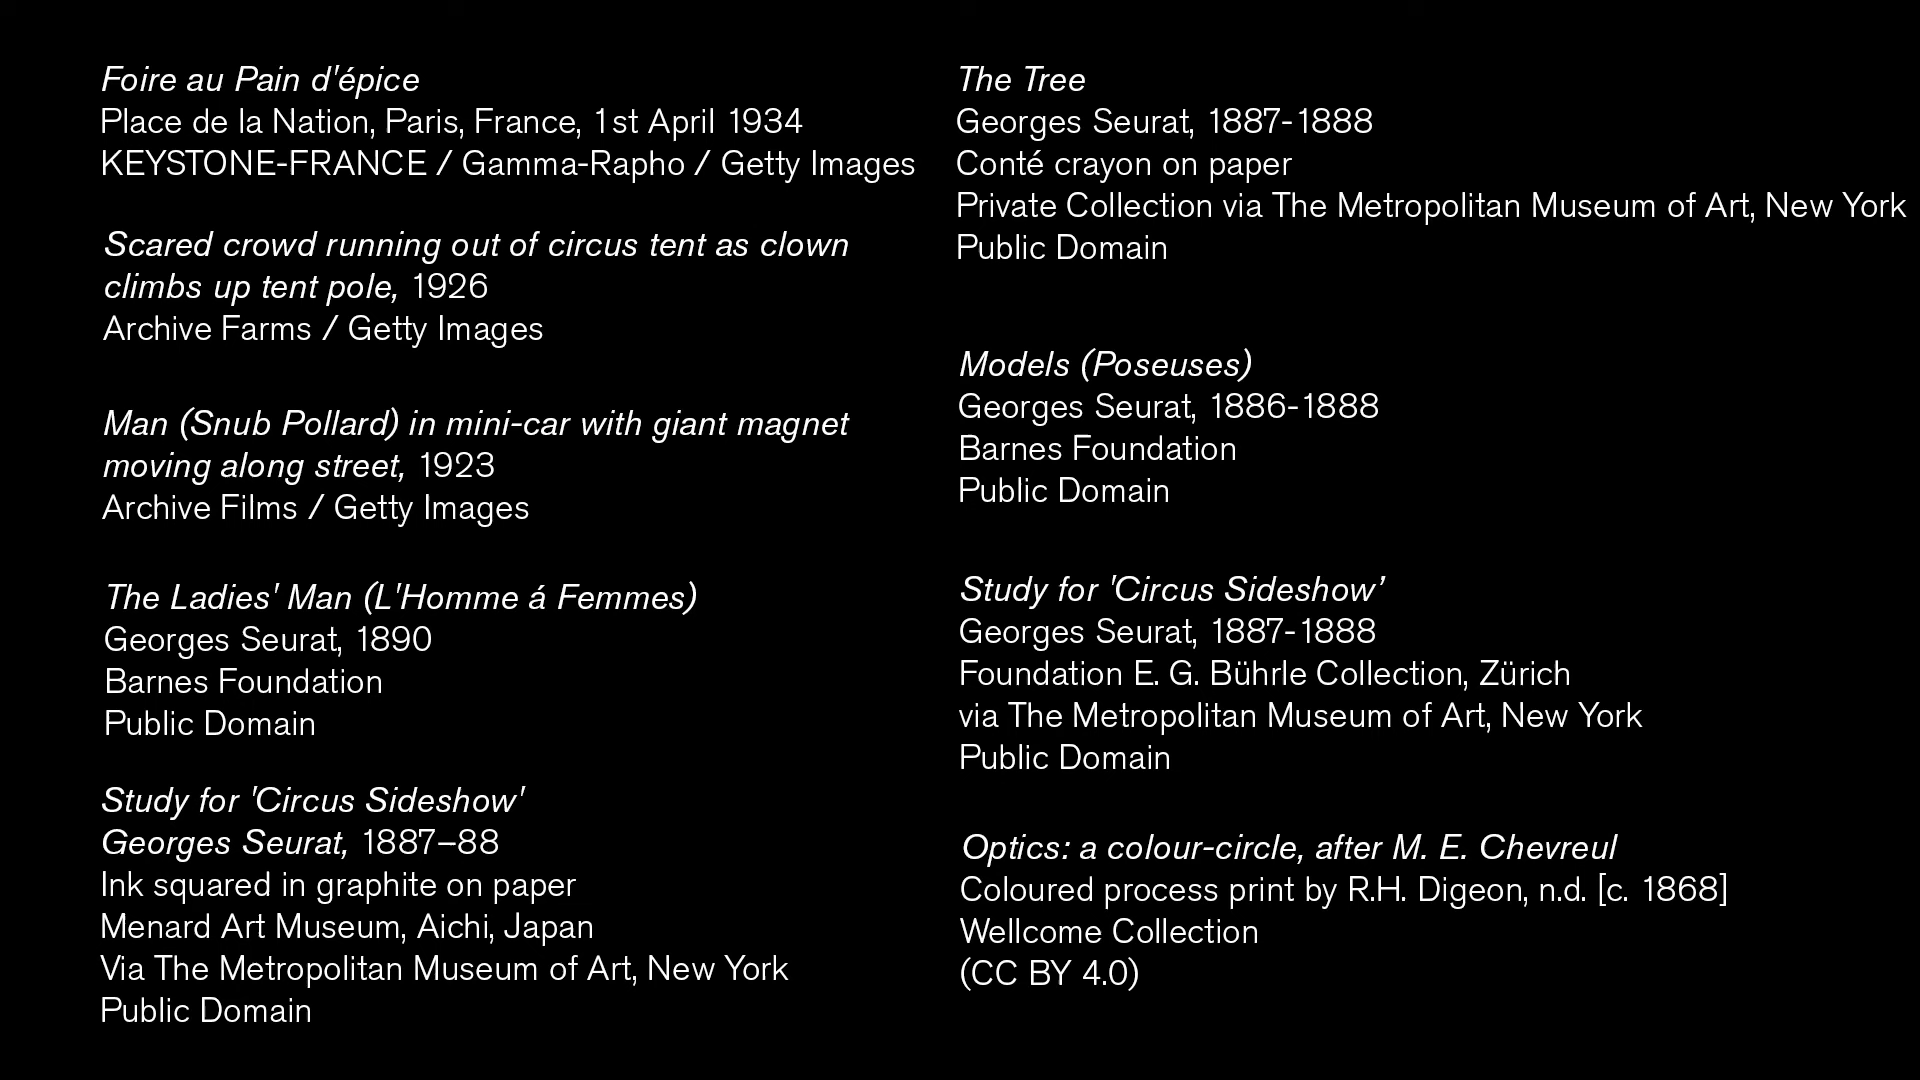 Foire au Pain d'épice
Place de la Nation, Paris, France, 1st April 1934
KEYSTONE-FRANCE / Gamma-Rapho / Getty Images
Scared crowd running out of circus tent as clown
climbs up tent pole, 1926
Archive Farms / Getty Images
Man (Snub Pollard) in mini-car with giant magnet
moving along street, 1923
Archive Films / Getty Images
The Ladies' Man (L'Homme á Femmes)
Georges Seurat, 1890
Barnes Foundation
Public Domain
Study for 'Circus Sideshow'
Georges Seurat, 1887–88
Ink squared in graphite on paper
Menard Art Museum, Aichi, Japan
Via The Metropolitan Museum of Art, New York
Public Domain
The Tree
Georges Seurat, 1887-1888
Conté crayon on paper
Private Collection via The Metropolitan Museum of Art, New York
Public Domain
Models (Poseuses)
Georges Seurat, 1886-1888
Barnes Foundation
Public Domain
Study for 'Circus Sideshow’
Georges Seurat, 1887-1888
Foundation E. G. Bührle Collection, Zürich
via The Metropolitan Museum of Art, New York
Public Domain
Optics: a colour-circle, after M. E. Chevreul
Coloured process print by R.H. Digeon, n.d. [c. 1868]
Wellcome Collection
(CC BY 4.0)